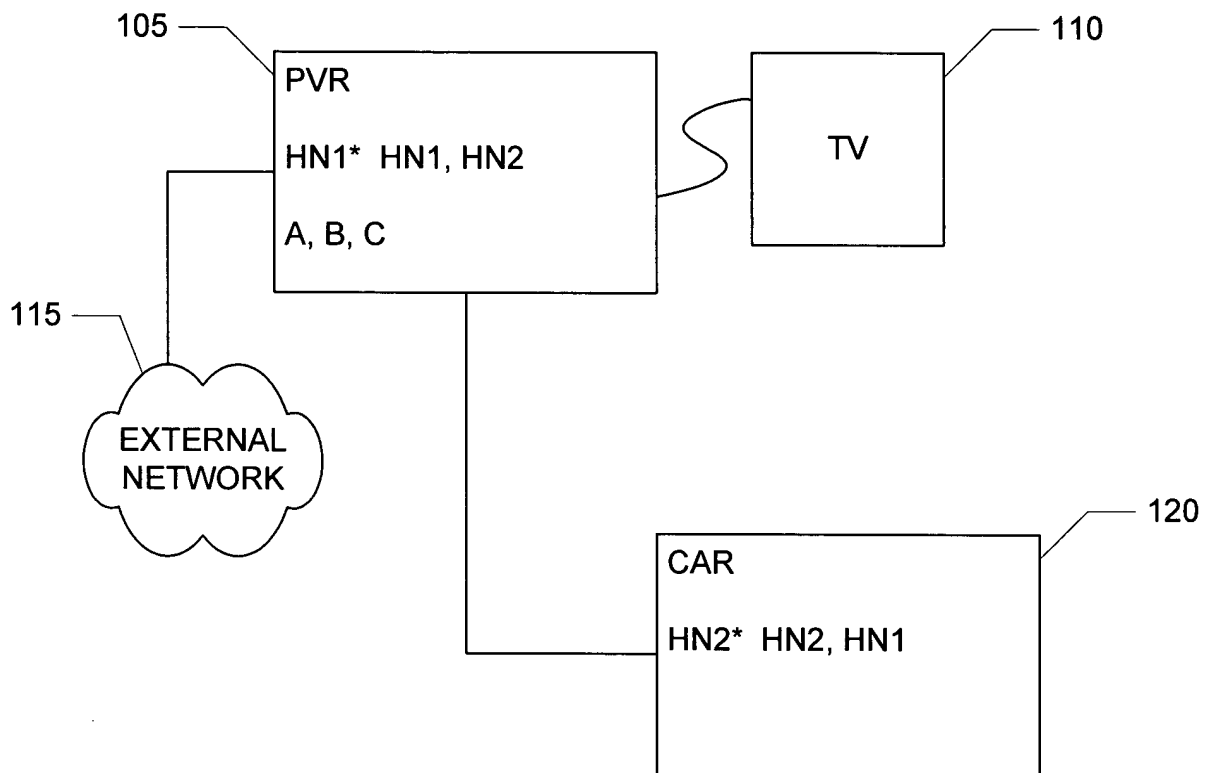 105
PVR
HN1*  HN1, HN2
A, B, C
110
TV
115
EXTERNAL
NETWORK
120
CAR
HN2*  HN2, HN1